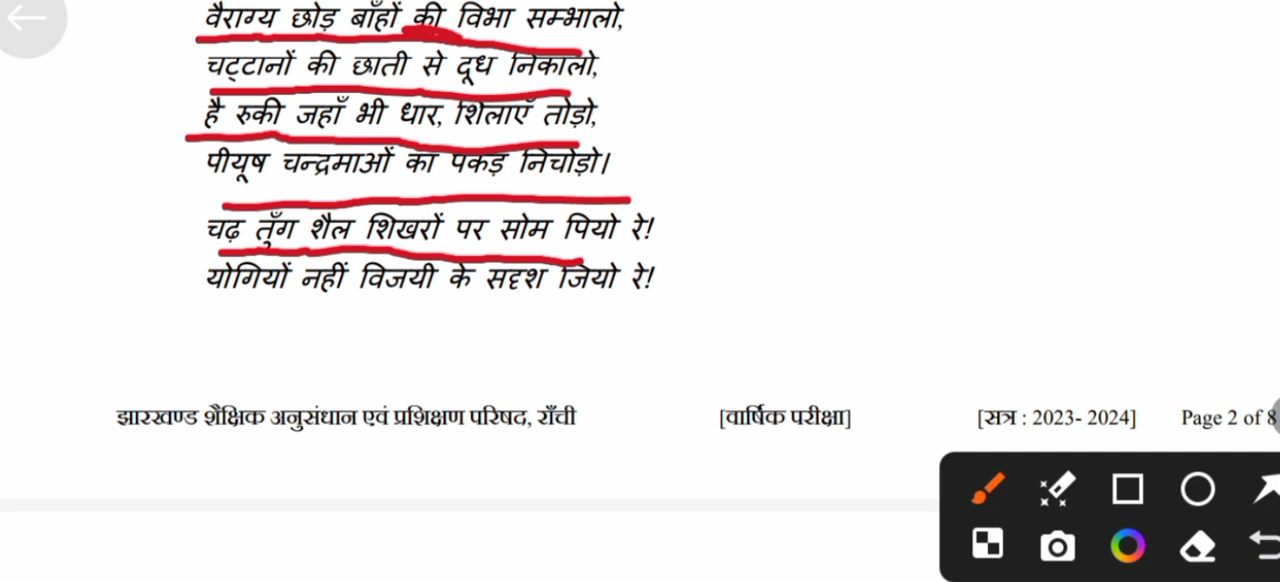 वैराग्य छोड़ बाँहों की विभा सम्भालो,
चट्टानों की छाती से दूध निकालो,
है रुकी जहाँ भी धार, शिलाएँ तोड़ो,
पीयूष चन्द्रमाओं का पकड़ निचोड़ो।
चढ़ तुँग शैल शिखरों पर सोम पियो रे!
योगियों नहीं विजयी के सदृश जियो रे!
झारखण्ड शैक्षिक अनुसंधान एवं प्रशिक्षण परिषद, राँची [वार्षिक परीक्षा] [सत्र : 2023- 2024] Page 2 of 8